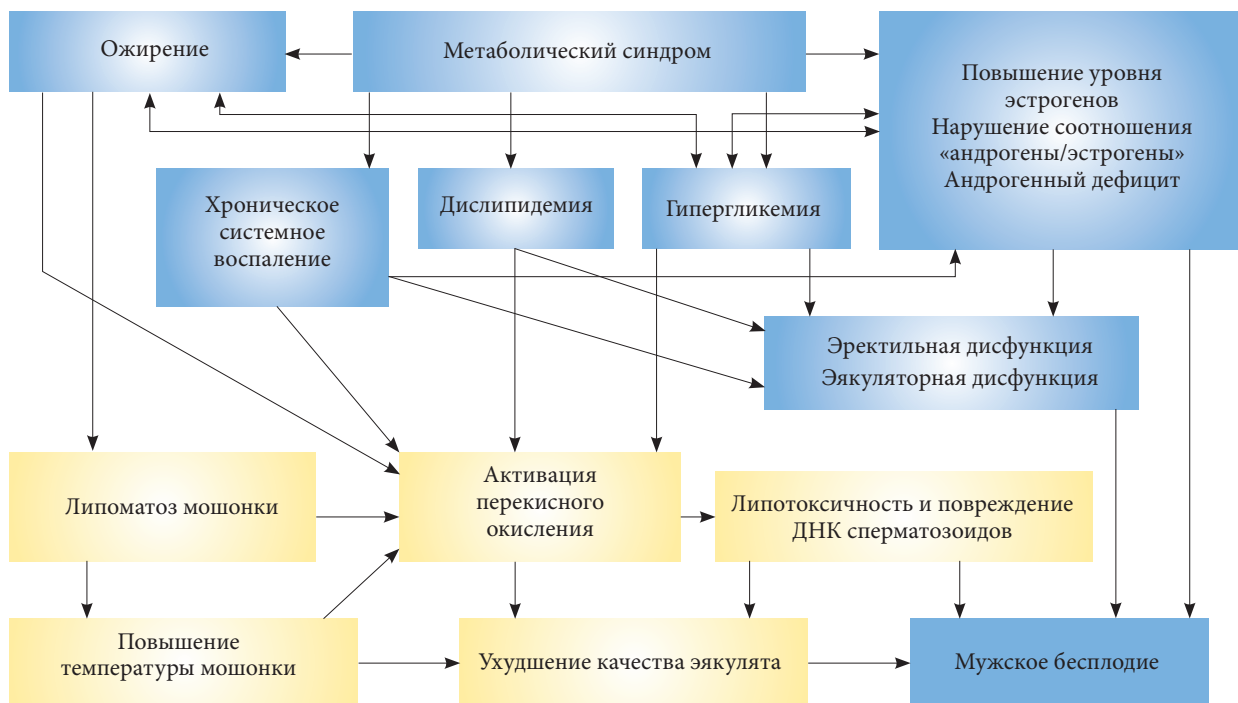 Ожирение
Метаболический синдром
Повышение уровня
эстрогенов
Нарушение соотношения
«андрогены/эстрогены»
Андрогенный дефицит
Хроническое
системное
воспаление
Дислипидемия
Гипергликемия
Эректильная дисфункция
Эякуляторная дисфункция
Липоматоз мошонки
Активация
перекисного
окисления
Липотоксичность и повреждение
ДНК сперматозоидов
Повышение
температуры мошонки
Ухудшение качества эякулята
Мужское бесплодие